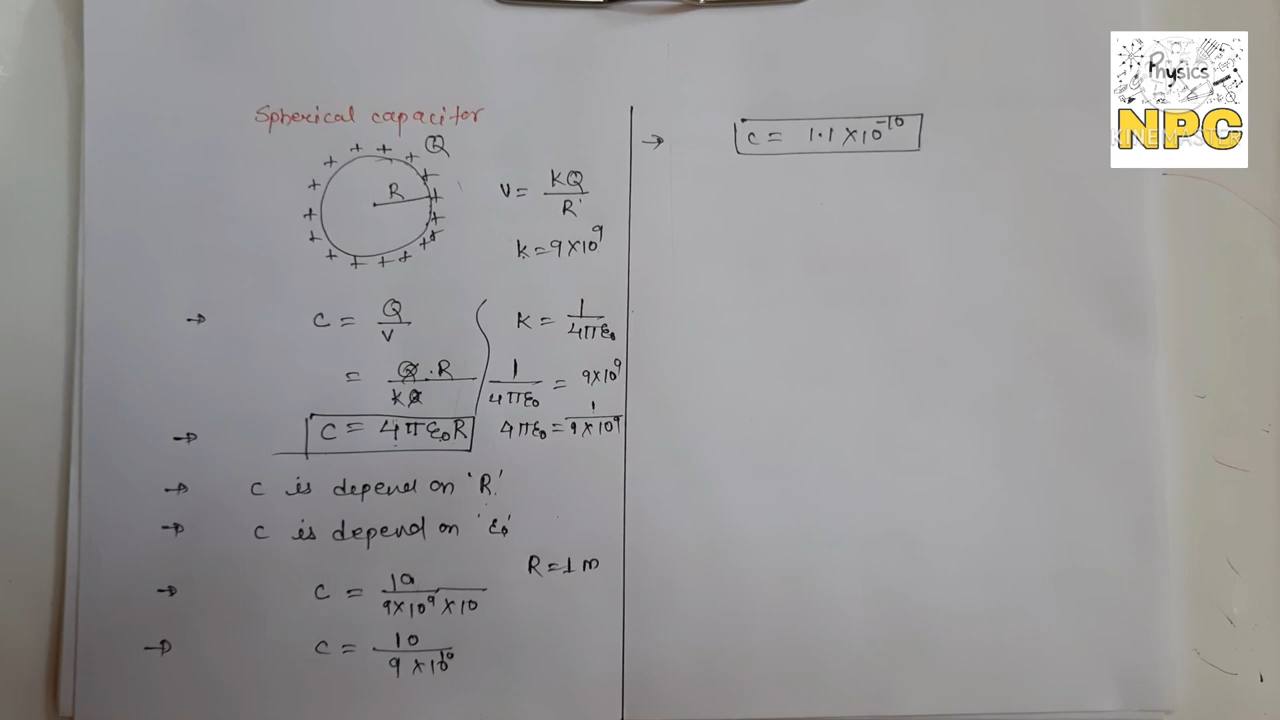 Spherical capacitor
+ + + + + + + + + + + + + + + + Q
R
V = KQ/R
k = 9×10⁹
→ C = Q/V
= Q.R/KQ
→ C = 4πε₀R
K = 1/4πε₀
1/4πε₀ = 9×10⁹
4πε₀ = 1/9×10⁹
→ C is depend on 'R'
→ C is depend on 'ε₀'
R = 1 m
→ C = 10/9×10⁹×10
→ C = 10/9×10¹⁰
→ C = 1.1×10⁻¹⁰
Physics
NPC
KINEMASTER